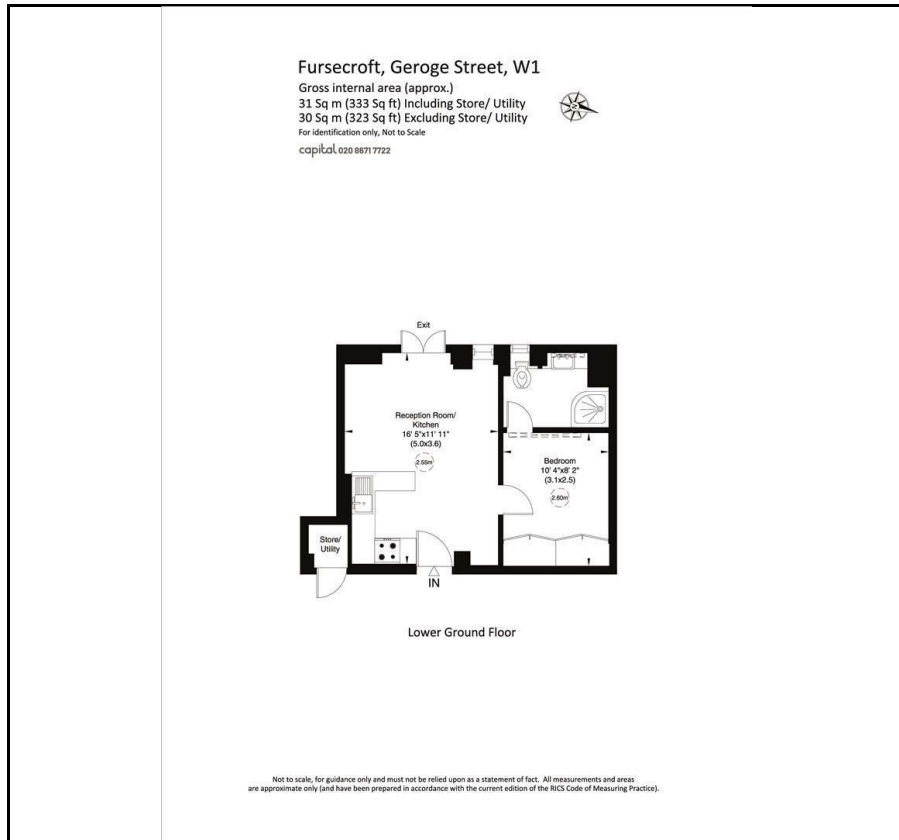 Fursecroft, Geroge Street, W1
Gross internal area (approx.)
31 Sq m (333 Sq ft) Including Store/ Utility
30 Sq m (323 Sq ft) Excluding Store/ Utility
For identification only, Not to Scale
capital 020 8671 7722
Exit
Reception Room/
Kitchen
16' 5"x11' 11"
(5.0x3.6)
2.55m
Bedroom
10' 4"x8' 2"
(3.1x2.5)
2.60m
Store/
Utility
IN
Lower Ground Floor
Not to scale, for guidance only and must not be relied upon as a statement of fact. All measurements and areas
are approximate only (and have been prepared in accordance with the current edition of the RICS Code of Measuring Practice).